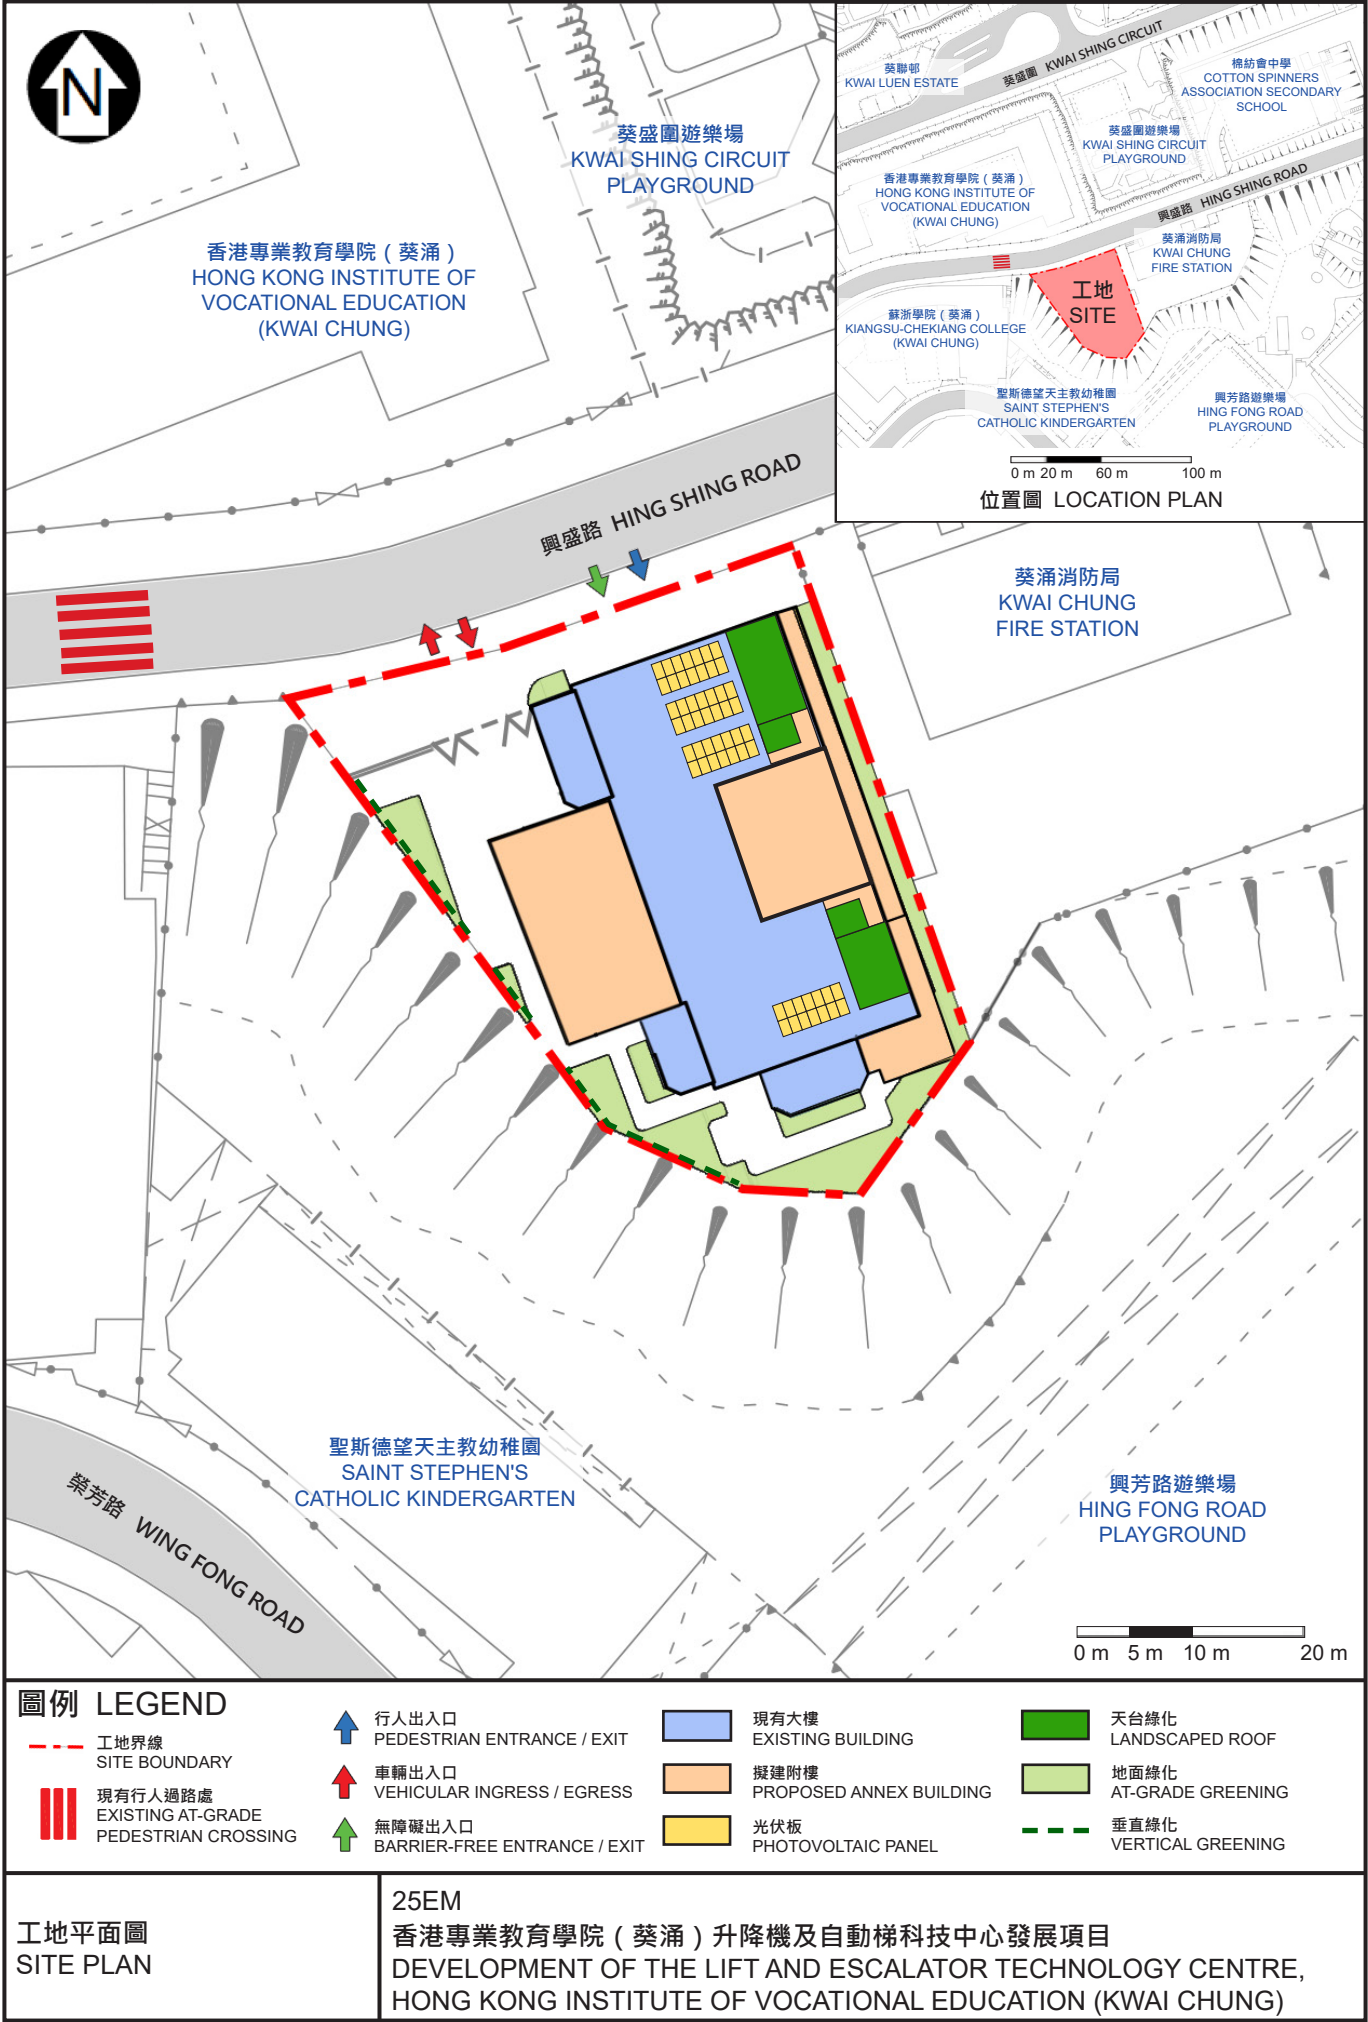 N
葵盛圍遊樂場
KWAI SHING CIRCUIT
PLAYGROUND
香港專業教育學院（葵涌）
HONG KONG INSTITUTE OF
VOCATIONAL EDUCATION
(KWAI CHUNG)
興盛路 HING SHING ROAD
葵盛圍 KWAI SHING CIRCUIT
葵聯邨
KWAI LUEN ESTATE
棉紡會中學
COTTON SPINNERS
ASSOCIATION SECONDARY
SCHOOL
葵盛圍遊樂場
KWAI SHING CIRCUIT
PLAYGROUND
香港專業教育學院（葵涌）
HONG KONG INSTITUTE OF
VOCATIONAL EDUCATION
(KWAI CHUNG)
興盛路 HING SHING ROAD
葵涌消防局
KWAI CHUNG
FIRE STATION
工地
SITE
蘇浙學院（葵涌）
KIANGSU-CHEKIANG COLLEGE
(KWAI CHUNG)
聖斯德望天主教幼稚園
SAINT STEPHEN'S
CATHOLIC KINDERGARTEN
興芳路遊樂場
HING FONG ROAD
PLAYGROUND
0 m 20 m 60 m 100 m
位置圖 LOCATION PLAN
葵涌消防局
KWAI CHUNG
FIRE STATION
聖斯德望天主教幼稚園
SAINT STEPHEN'S
CATHOLIC KINDERGARTEN
榮芳路 WING FONG ROAD
興芳路遊樂場
HING FONG ROAD
PLAYGROUND
0 m 5 m 10 m 20 m
圖例 LEGEND
工地界線
SITE BOUNDARY
現有行人過路處
EXISTING AT-GRADE
PEDESTRIAN CROSSING
行人出入口
PEDESTRIAN ENTRANCE / EXIT
車輛出入口
VEHICULAR INGRESS / EGRESS
無障礙出入口
BARRIER-FREE ENTRANCE / EXIT
現有大樓
EXISTING BUILDING
擬建附樓
PROPOSED ANNEX BUILDING
光伏板
PHOTOVOLTAIC PANEL
天台綠化
LANDSCAPED ROOF
地面綠化
AT-GRADE GREENING
垂直綠化
VERTICAL GREENING
工地平面圖
SITE PLAN
25EM
香港專業教育學院（葵涌）升降機及自動梯科技中心發展項目
DEVELOPMENT OF THE LIFT AND ESCALATOR TECHNOLOGY CENTRE,
HONG KONG INSTITUTE OF VOCATIONAL EDUCATION (KWAI CHUNG)